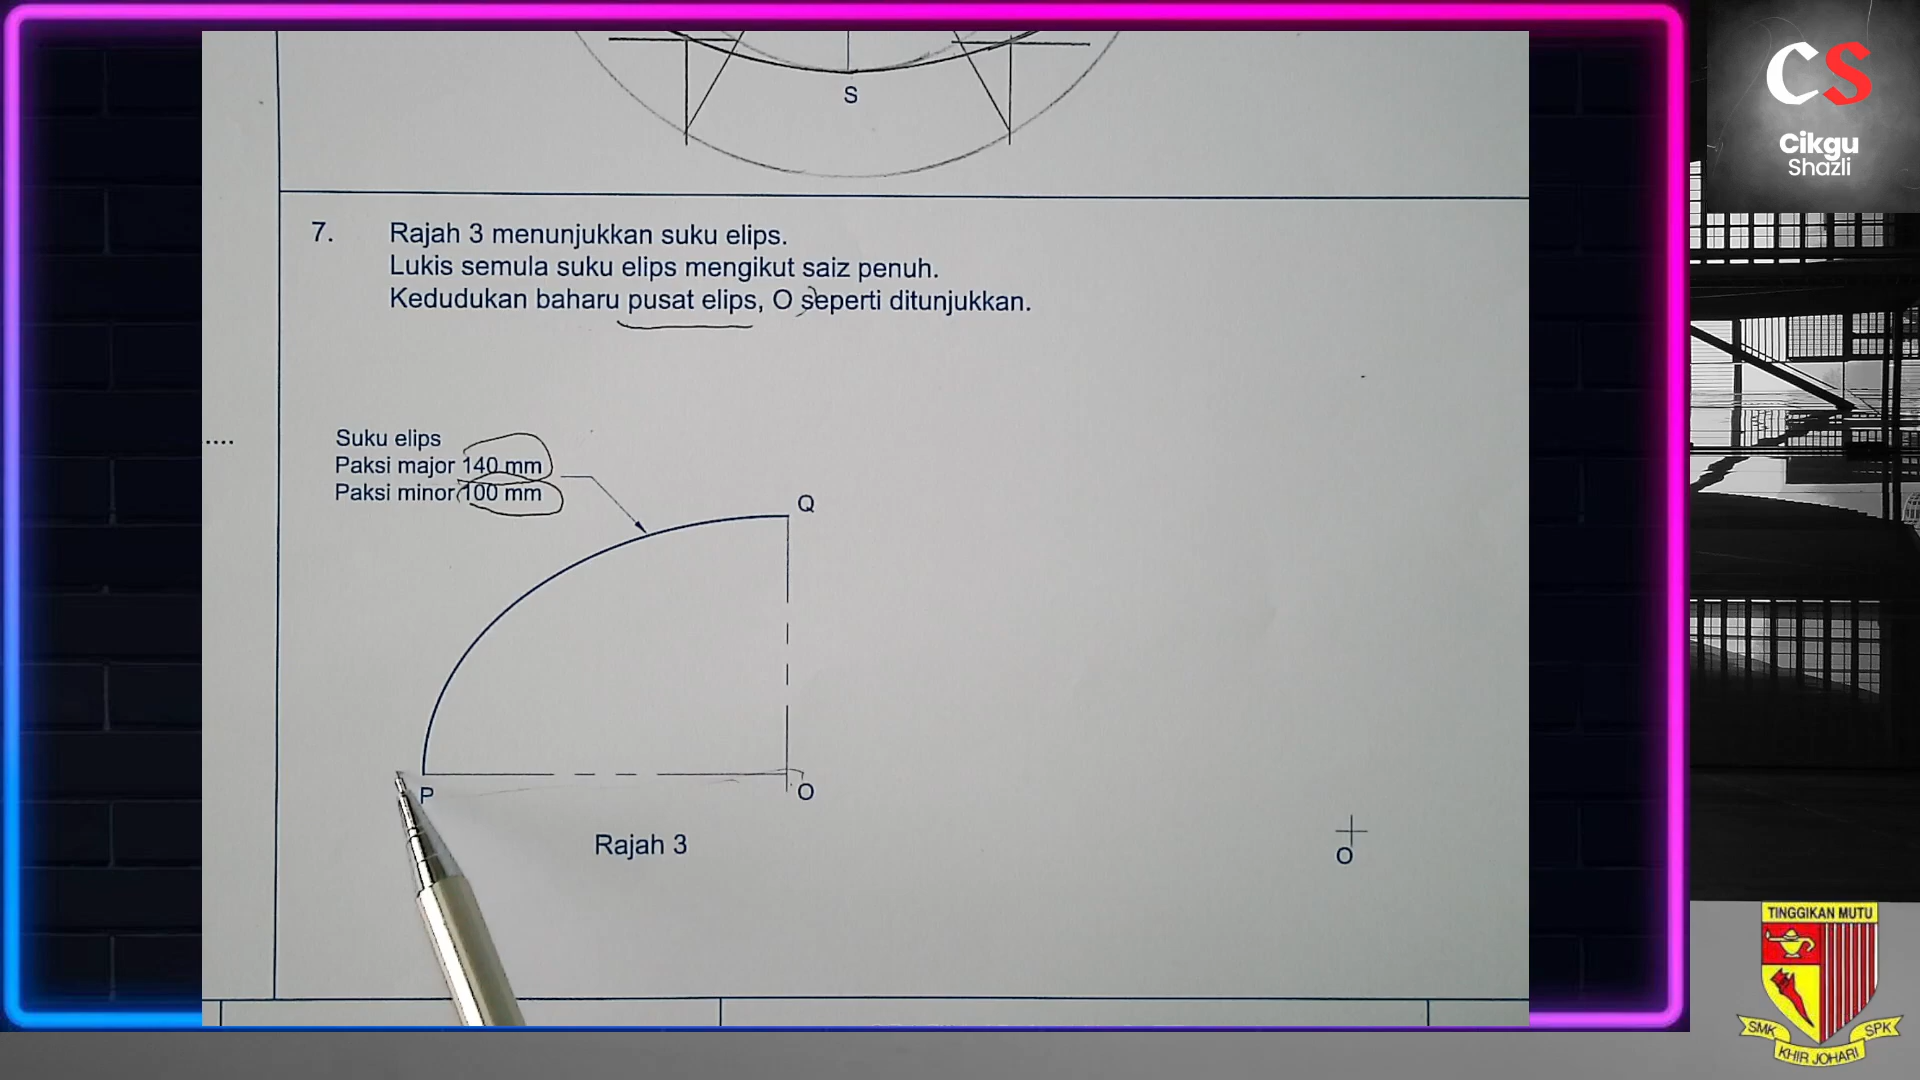 S
7.
Rajah 3 menunjukkan suku elips.
Lukis semula suku elips mengikut saiz penuh.
Kedudukan baharu pusat elips, O seperti ditunjukkan.
.....
Suku elips
Paksi major 140 mm
Paksi minor 100 mm
Q
P
O
Rajah 3
O
CS
Cikgu
Shazli
TINGGIKAN MUTU
SMK
KHIR JOHARI
SPK